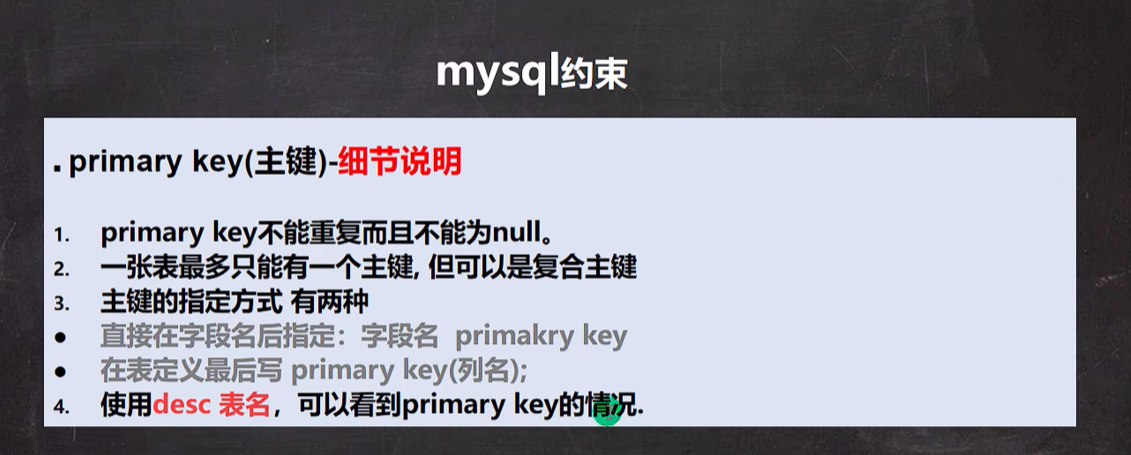 mysql约束
. primary key(主键)-细节说明
1. primary key不能重复而且不能为null。
2. 一张表最多只能有一个主键, 但可以是复合主键
3. 主键的指定方式 有两种
● 直接在字段名后指定：字段名 primakry key
● 在表定义最后写 primary key(列名);
4. 使用desc 表名，可以看到primary key的情况.